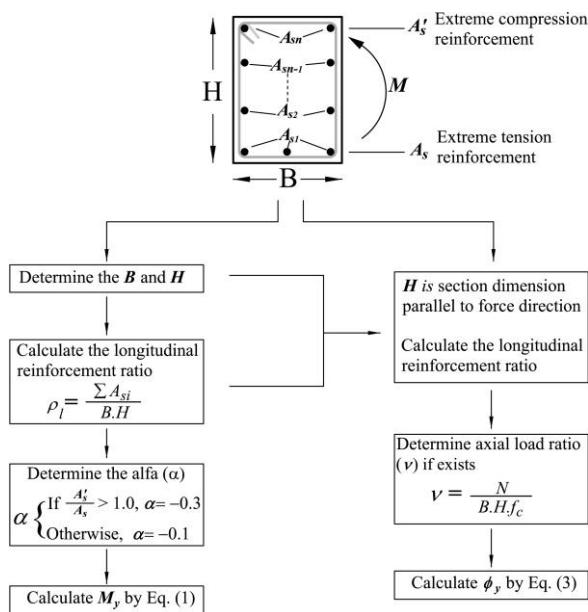 A_sn
A_sn-1
A_s2
A_s1
H
B
M
A'_s Extreme compression
reinforcement
A_s Extreme tension
reinforcement
Determine the B and H
Calculate the longitudinal
reinforcement ratio
ρ_l = ∑A_si / B.H
Determine the alfa (α)
α { If A'_s / A_s > 1.0, α= −0.3
Otherwise, α= −0.1
Calculate M_y by Eq. (1)
H is section dimension
parallel to force direction
Calculate the longitudinal
reinforcement ratio
Determine axial load ratio
(ν) if exists
ν = N / B.H.f_c
Calculate ϕ_y by Eq. (3)